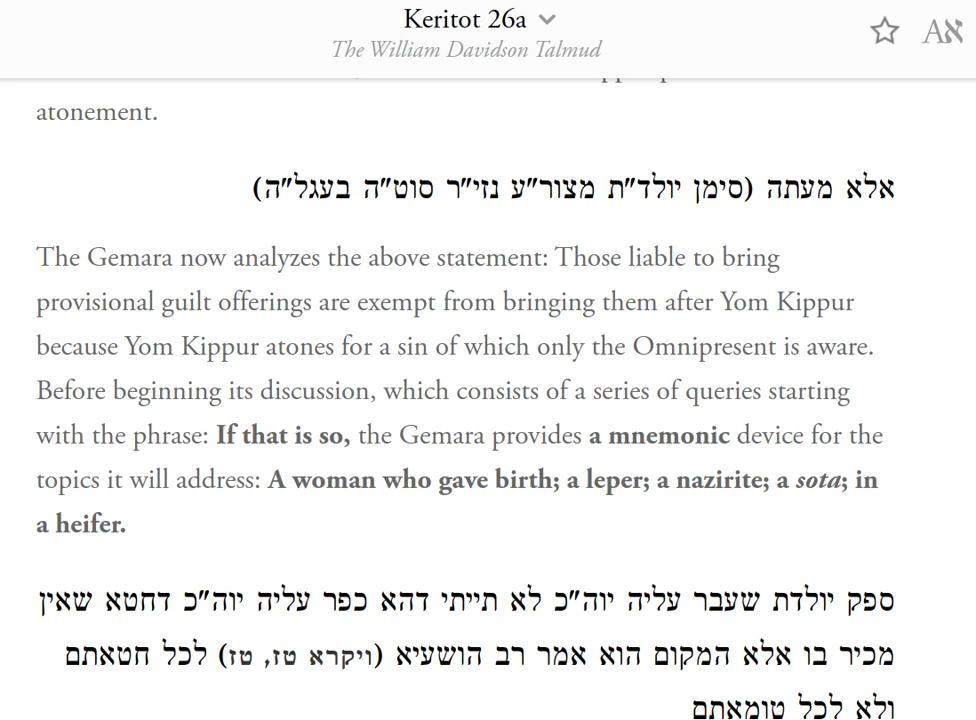 Keritot 26a
The William Davidson Talmud
Aא
atonement.
אלא מעתה (סימן יולד"ת מצור"ע נזי"ר סוט"ה בעגל"ה)
The Gemara now analyzes the above statement: Those liable to bring
provisional guilt offerings are exempt from bringing them after Yom Kippur
because Yom Kippur atones for a sin of which only the Omnipresent is aware.
Before beginning its discussion, which consists of a series of queries starting
with the phrase: If that is so, the Gemara provides a mnemonic device for the
topics it will address: A woman who gave birth; a leper; a nazirite; a sota; in
a heifer.
ספק יולדת שעבר עליה יוה"כ לא תייתי דהא כפר עליה יוה"כ דחטא שאין
מכיר בו אלא המקום הוא אמר רב הושעיא (ויקרא טז, טז) לכל חטאתם
ולא לכל טומאתם